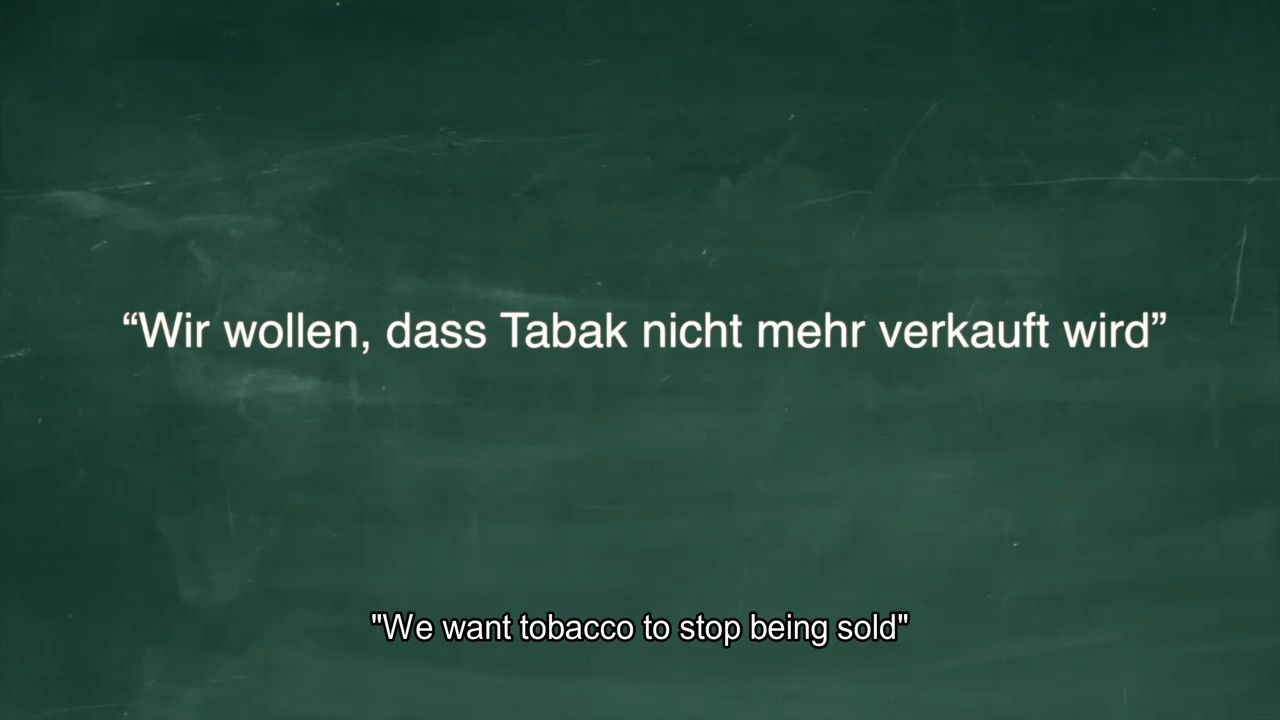 “Wir wollen, dass Tabak nicht mehr verkauft wird”
"We want tobacco to stop being sold"